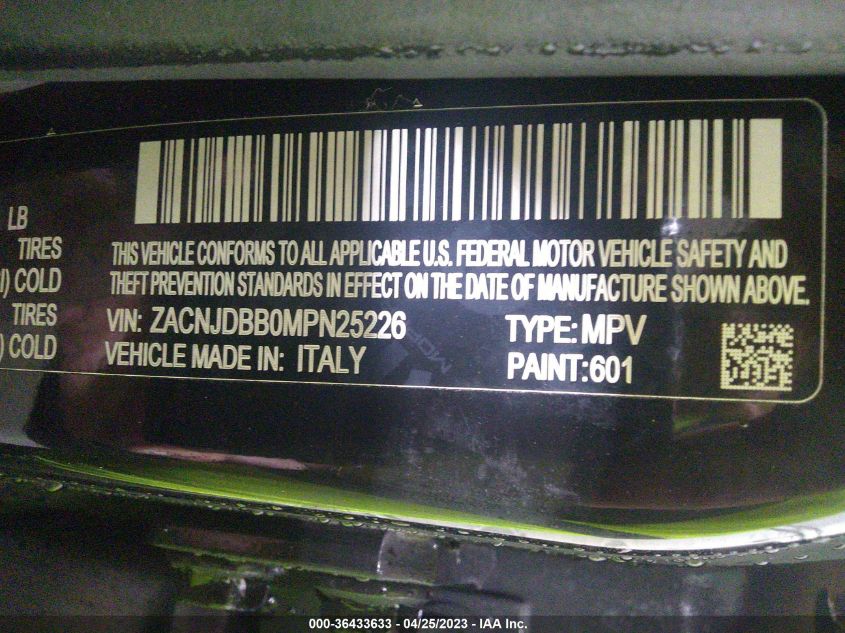 LB
TIRES
THIS VEHICLE CONFORMS TO ALL APPLICABLE U.S. FEDERAL MOTOR VEHICLE SAFETY AND
) COLD
THEFT PREVENTION STANDARDS IN EFFECT ON THE DATE OF MANUFACTURE SHOWN ABOVE.
TIRES
VIN: ZACNJDBB0MPN25226 TYPE: MPV
) COLD
VEHICLE MADE IN: ITALY PAINT:601
MOPAR
000-36433633 - 04/25/2023 - IAA Inc.